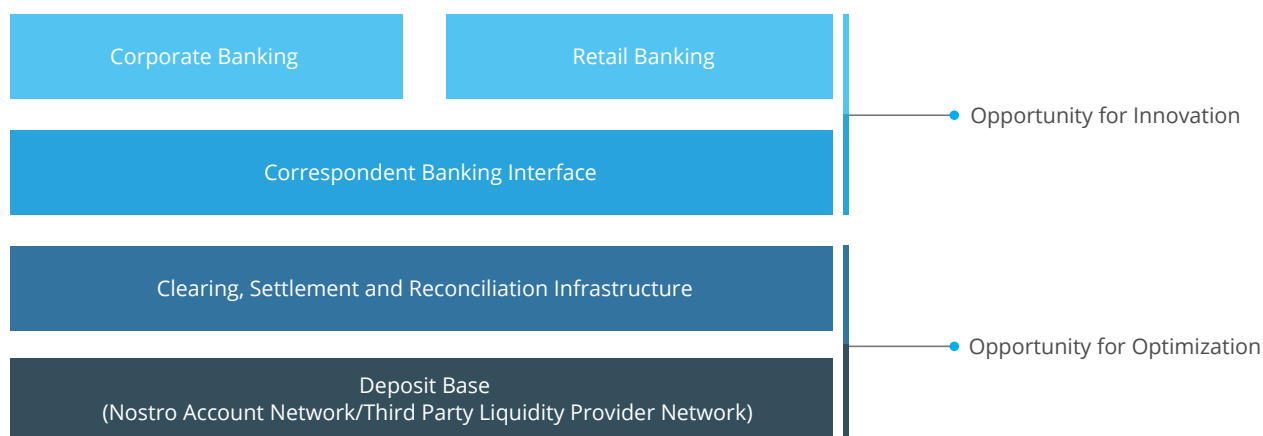 Corporate Banking
Retail Banking
Opportunity for Innovation
Correspondent Banking Interface
Clearing, Settlement and Reconciliation Infrastructure
Opportunity for Optimization
Deposit Base
(Nostro Account Network/Third Party Liquidity Provider Network)